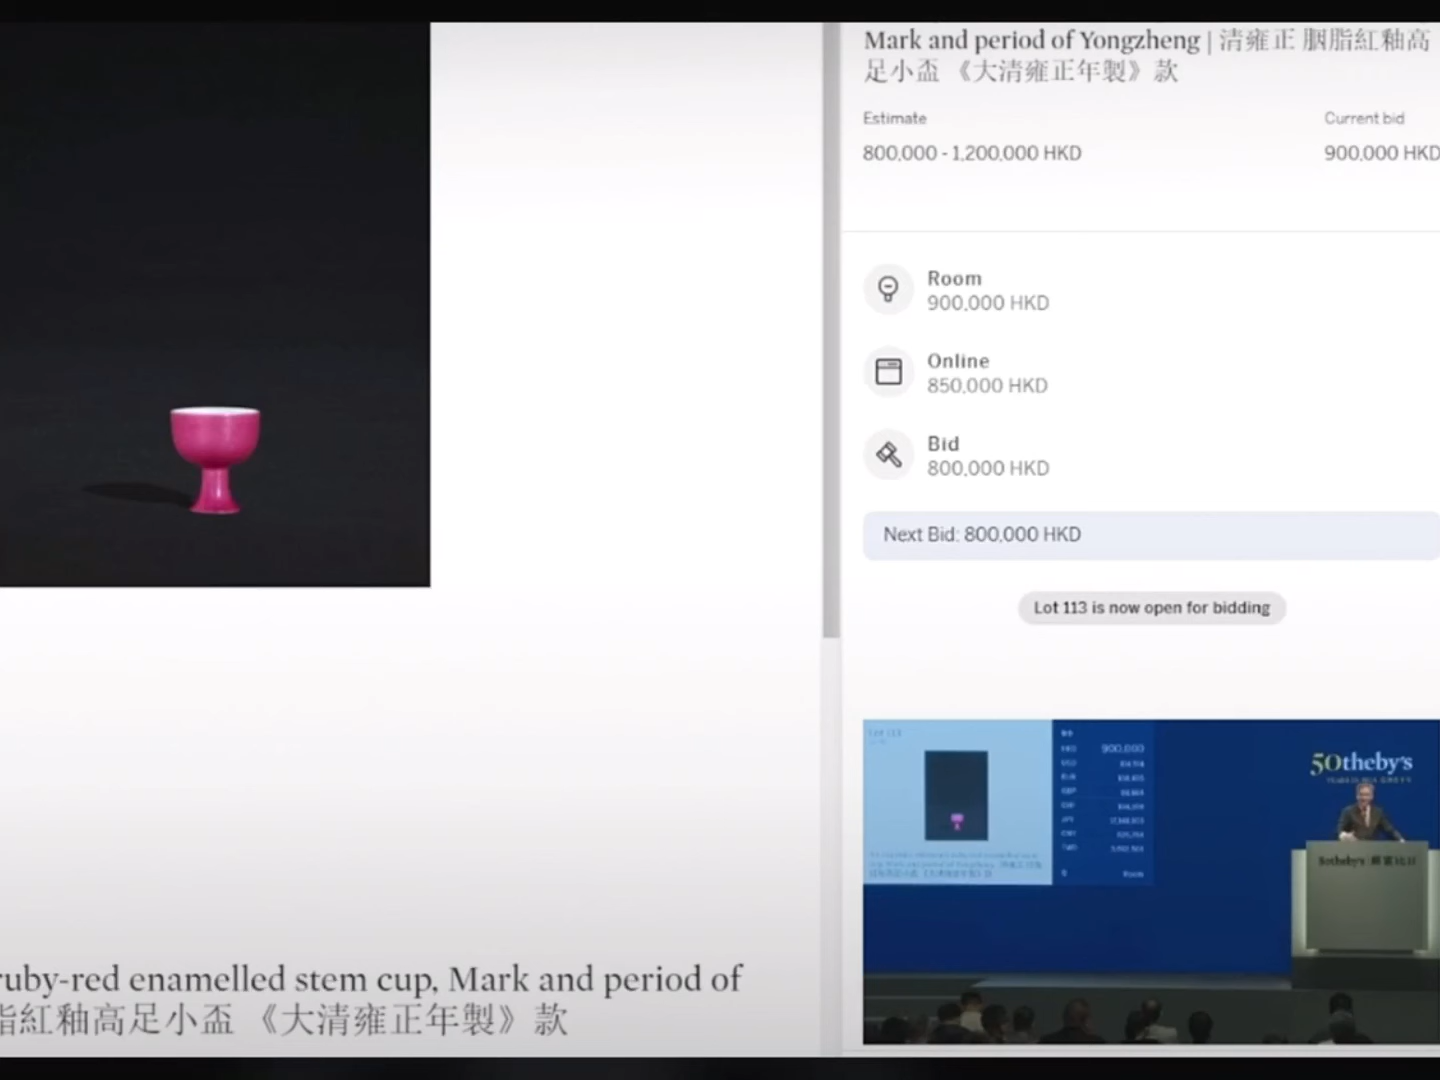 Mark and period of Yongzheng | 清雍正 胭脂紅釉高
足小盃 《大清雍正年製》 款
Estimate
Current bid
800,000 - 1,200,000 HKD
900,000 HKD
Room
900,000 HKD
Online
850,000 HKD
Bid
800,000 HKD
Next Bid: 800,000 HKD
Lot 113 is now open for bidding
ruby-red enamelled stem cup, Mark and period of
脂紅釉高足小盃 《大清雍正年製》 款
Lot 113
900,000
Room
50theby's
Sotheby's 蘇富比